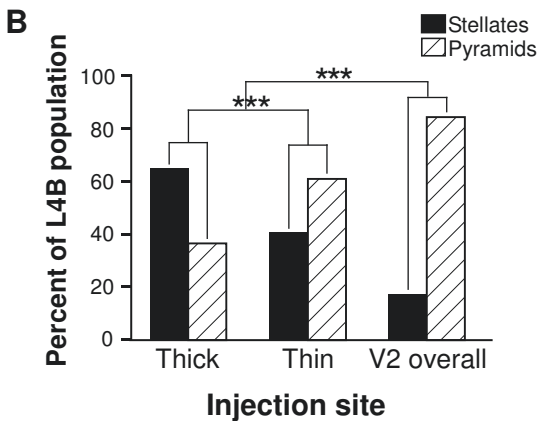 B
Stellates
Pyramids
Percent of L4B population
100
80
60
40
20
0
***
***
Thick
Thin
V2 overall
Injection site